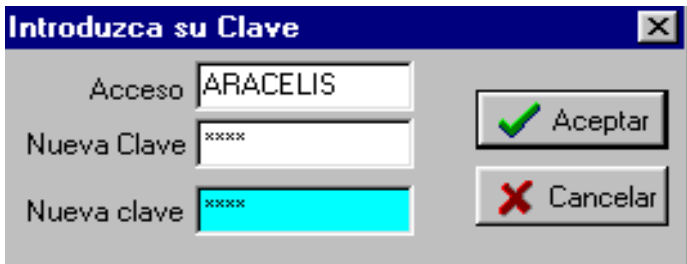 Introduzca su Clave
Acceso ARACELIS
Nueva Clave ****
Nueva clave ****
Aceptar
Cancelar